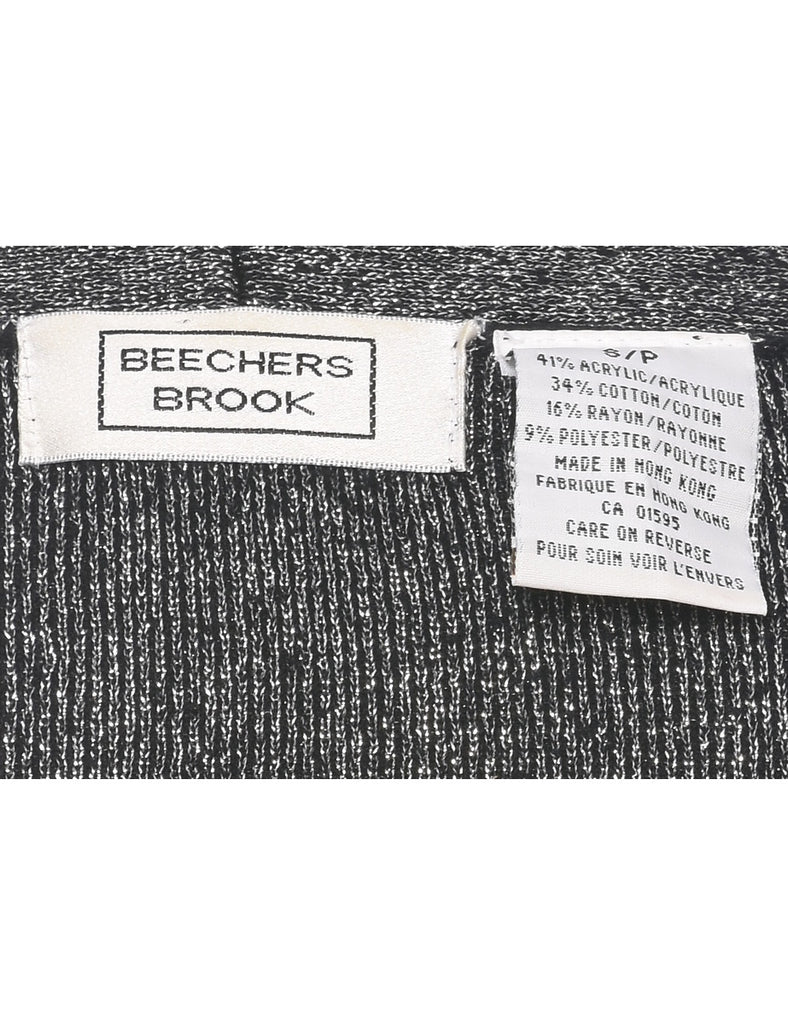 BEECHERS
BROOK
S/P
41% ACRYLIC/ACRYLIQUE
34% COTTON/COTON
16% RAYON/RAYONNE
9% POLYESTER/POLYESTRE
MADE IN HONG KONG
FABRIQUE EN HONG KONG
CA 01595
CARE ON REVERSE
POUR SOIN VOIR L'ENVERS